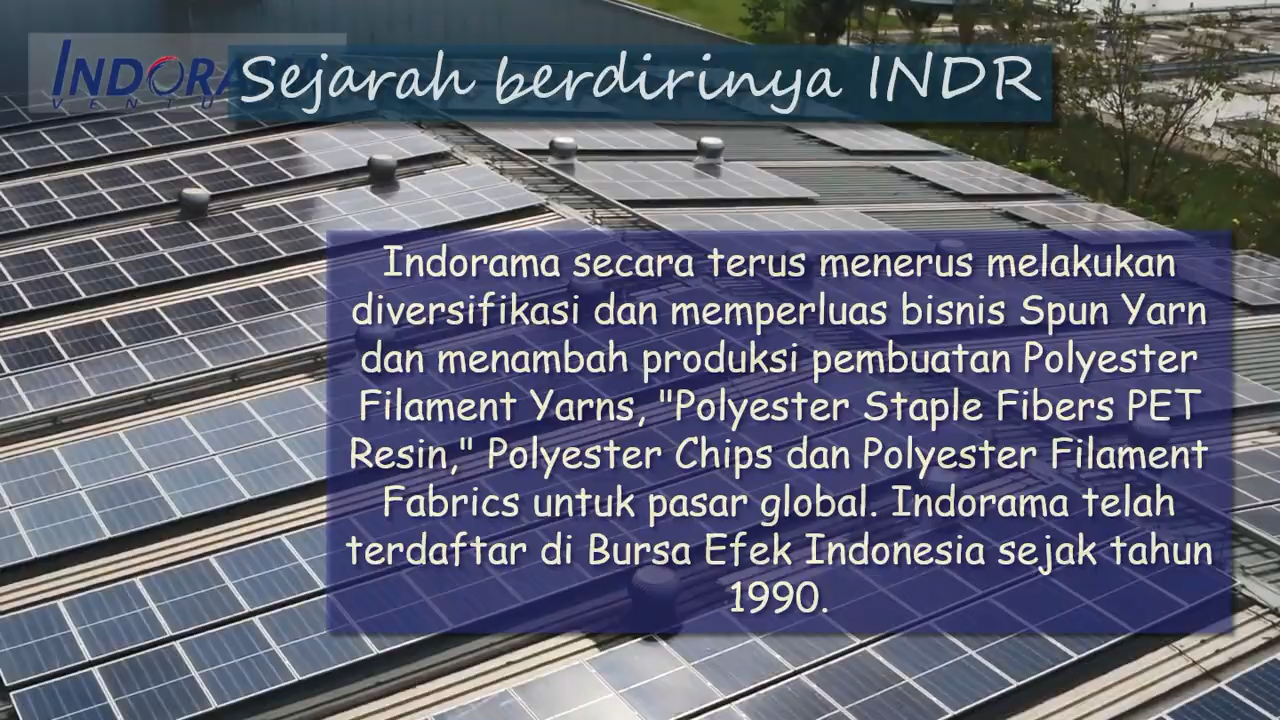 INDORA
VENTU
Sejarah berdirinya INDR
Indorama secara terus menerus melakukan
diversifikasi dan memperluas bisnis Spun Yarn
dan menambah produksi pembuatan Polyester
Filament Yarns, "Polyester Staple Fibers PET
Resin," Polyester Chips dan Polyester Filament
Fabrics untuk pasar global. Indorama telah
terdaftar di Bursa Efek Indonesia sejak tahun
1990.